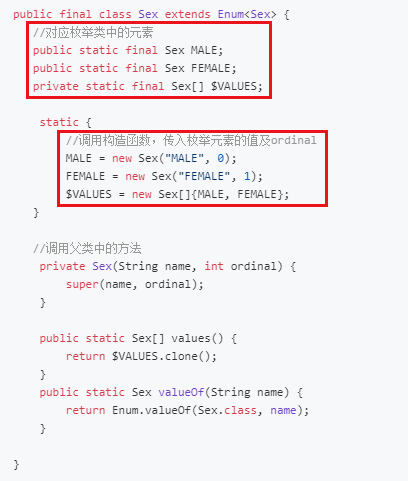 public final class Sex extends Enum<Sex> {
//对应枚举类中的元素
public static final Sex MALE;
public static final Sex FEMALE;
private static final Sex[] $VALUES;
static {
//调用构造函数，传入枚举元素的值及ordinal
MALE = new Sex("MALE", 0);
FEMALE = new Sex("FEMALE", 1);
$VALUES = new Sex[]{MALE, FEMALE};
}
//调用父类中的方法
private Sex(String name, int ordinal) {
super(name, ordinal);
}
public static Sex[] values() {
return $VALUES.clone();
}
public static Sex valueOf(String name) {
return Enum.valueOf(Sex.class, name);
}
}